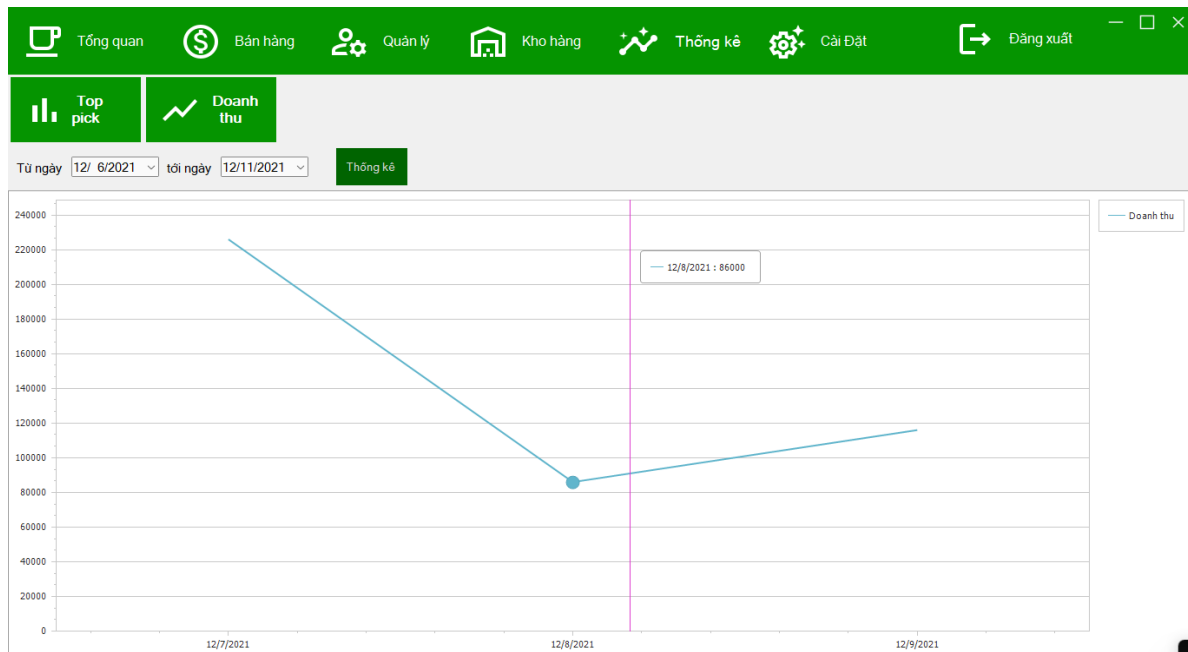 Tổng quan
Bán hàng
Quản lý
Kho hàng
Thống kê
Cài Đặt
Đăng xuất
Top
pick
Doanh
thu
Từ ngày 12/ 6/2021 tới ngày 12/11/2021 Thống kê
240000
220000
200000
180000
160000
140000
120000
100000
80000
60000
40000
20000
0
12/8/2021 : 86000
Doanh thu
12/7/2021
12/8/2021
12/9/2021